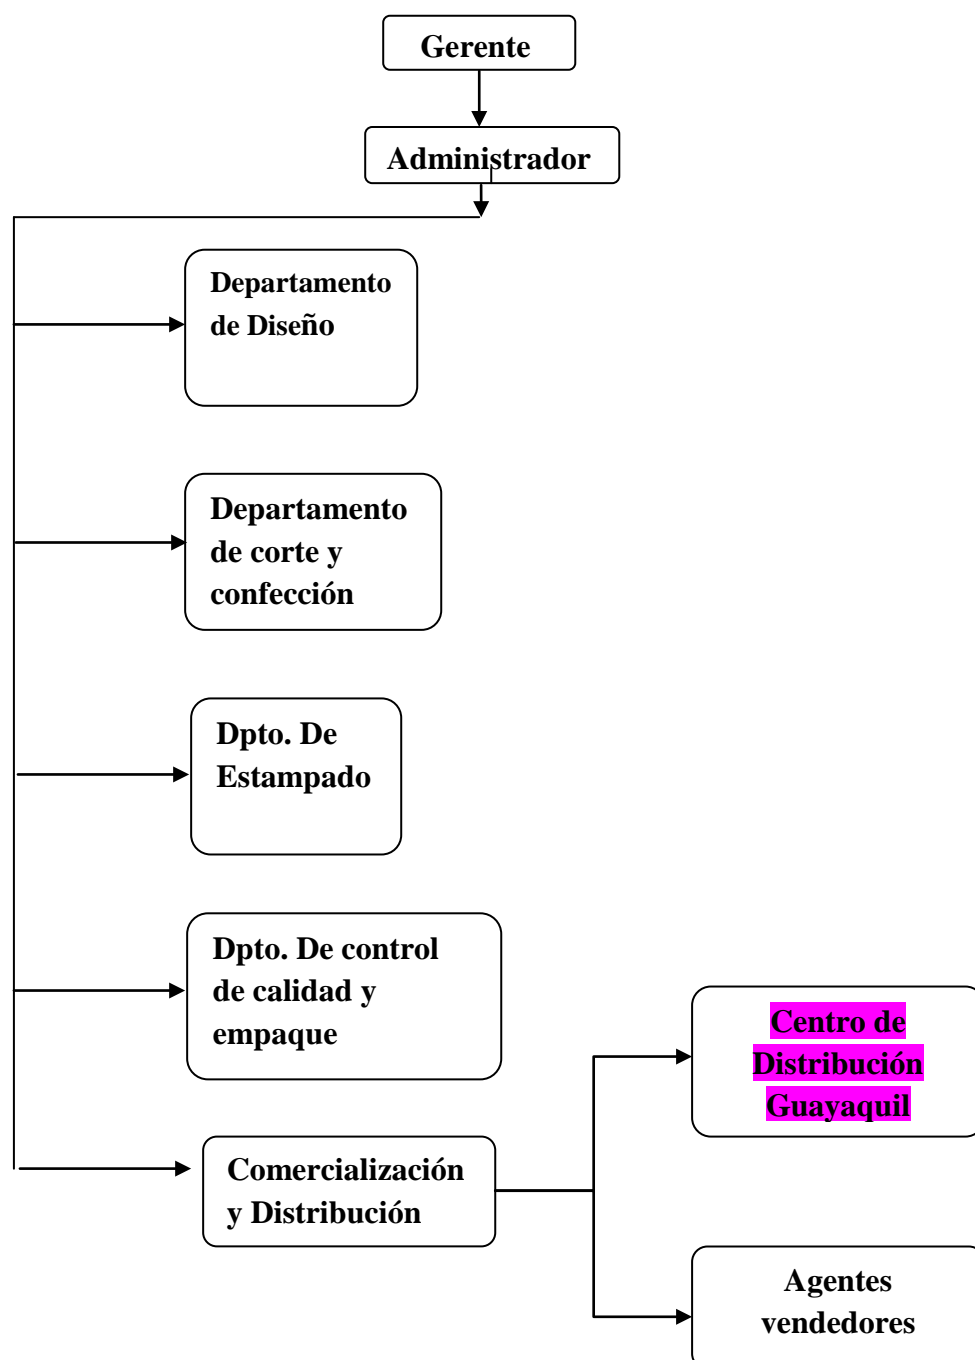 Gerente
Administrador
Departamento
de Diseño
Departamento
de corte y
confección
Dpto. De
Estampado
Dpto. De control
de calidad y
empaque
Centro de
Distribución
Guayaquil
Comercialización
y Distribución
Agentes
vendedores